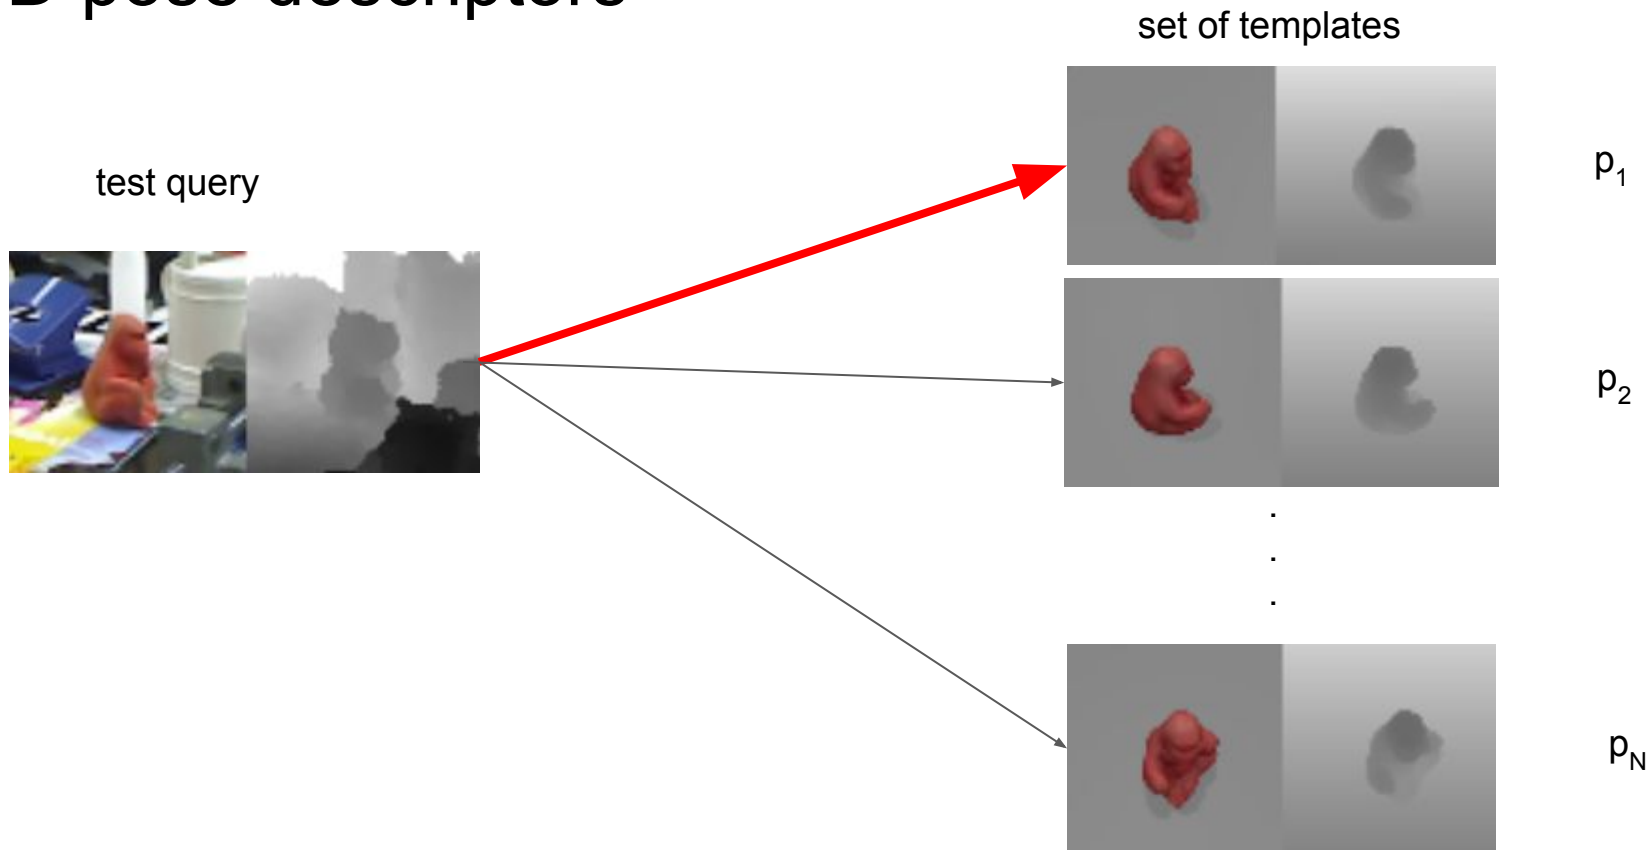 set of templates
test query
p1
p2
.
.
.
pN